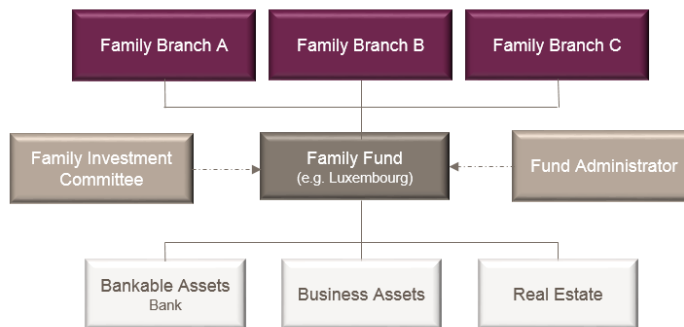 Family Branch A
Family Branch B
Family Branch C
Family Investment
Committee
Family Fund
(e.g. Luxembourg)
Fund Administrator
Bankable Assets
Bank
Business Assets
Real Estate